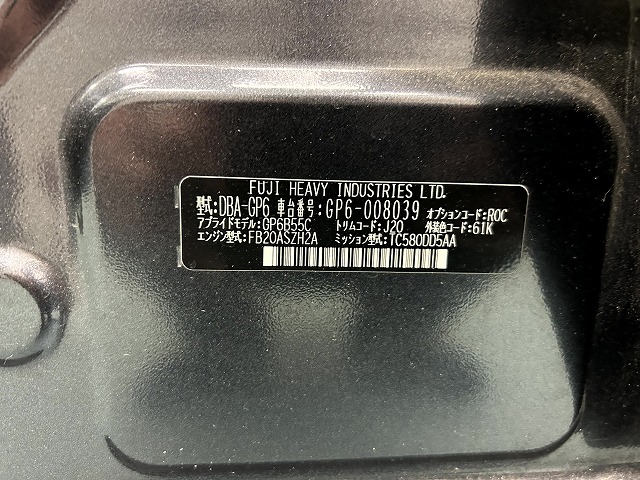 FUJI HEAVY INDUSTRIES LTD.
型式:DBA-GP6 車台番号:GP6-008039 オプションコード:ROC
アプライドモデル:GP6B55C トリムコード:J20 外装色コード:61K
エンジン型式:FB20ASZH2A ミッション型式:TC580DD5AA